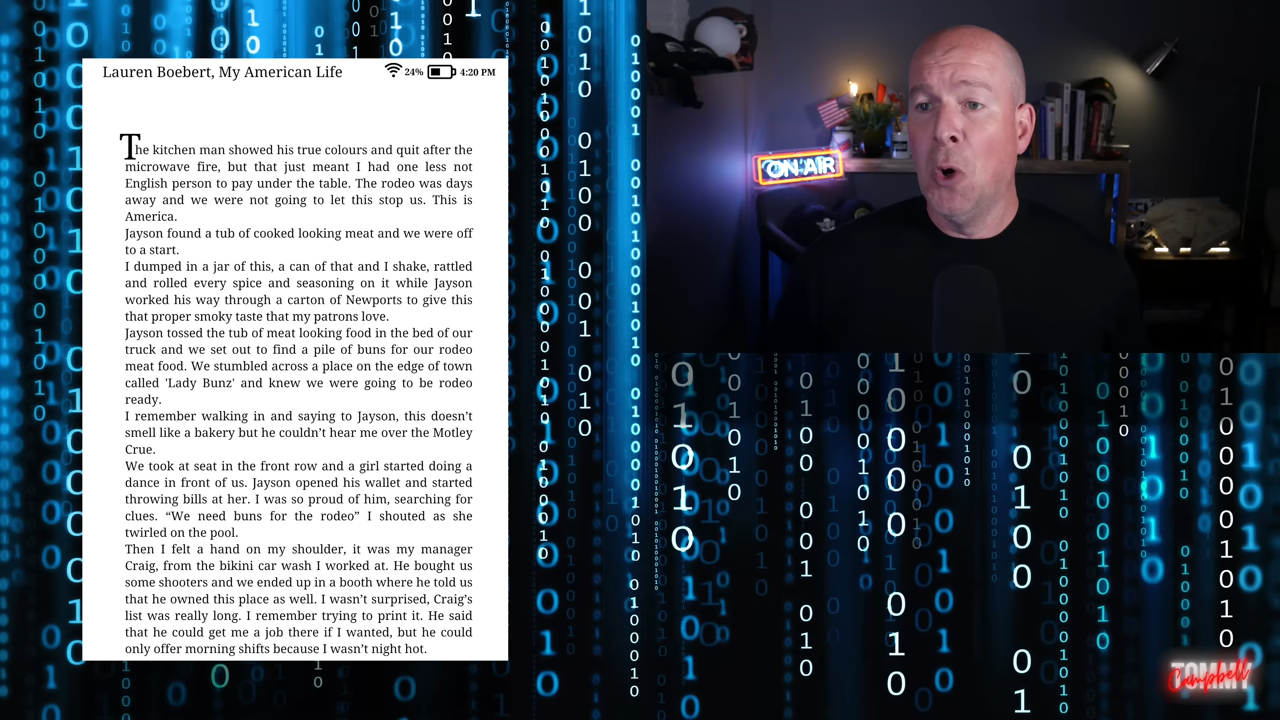 Lauren Boebert, My American Life
24%
4:20 PM
The kitchen man showed his true colours and quit after the
microwave fire, but that just meant I had one less not
English person to pay under the table. The rodeo was days
away and we were not going to let this stop us. This is
America.
Jayson found a tub of cooked looking meat and we were off
to a start.
I dumped in a jar of this, a can of that and I shake, rattled
and rolled every spice and seasoning on it while Jayson
worked his way through a carton of Newports to give this
that proper smoky taste that my patrons love.
Jayson tossed the tub of meat looking food in the bed of our
truck and we set out to find a pile of buns for our rodeo
meat food. We stumbled across a place on the edge of town
called 'Lady Bunz' and knew we were going to be rodeo
ready.
I remember walking in and saying to Jayson, this doesn't
smell like a bakery but he couldn't hear me over the Motley
Crue.
We took at seat in the front row and a girl started doing a
dance in front of us. Jayson opened his wallet and started
throwing bills at her. I was so proud of him, searching for
clues. “We need buns for the rodeo” I shouted as she
twirled on the pool.
Then I felt a hand on my shoulder, it was my manager
Craig, from the bikini car wash I worked at. He bought us
some shooters and we ended up in a booth where he told us
that he owned this place as well. I wasn't surprised, Craig's
list was really long. I remember trying to print it. He said
that he could get me a job there if I wanted, but he could
only offer morning shifts because I wasn't night hot.
ON AIR
TOMMY
Campbell